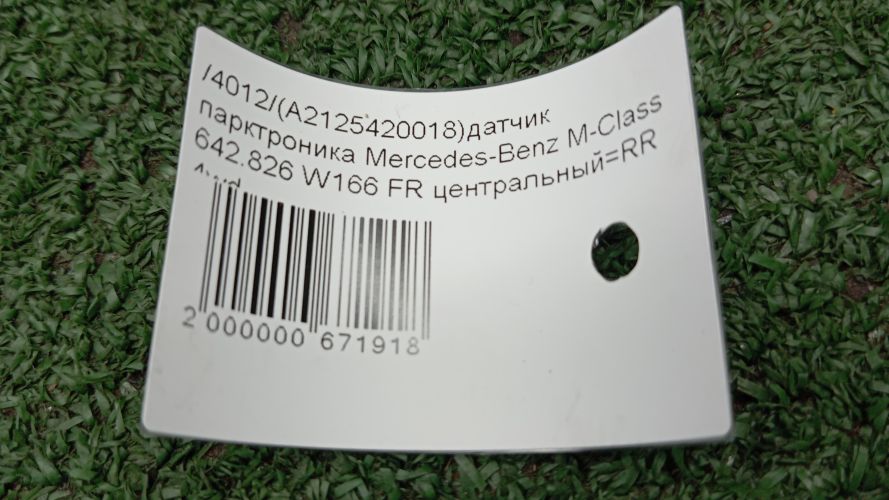 /4012/(A2125420018)датчик
парктроника Mercedes-Benz M-Class
642.826 W166 FR центральный=RR
2 000000 671918